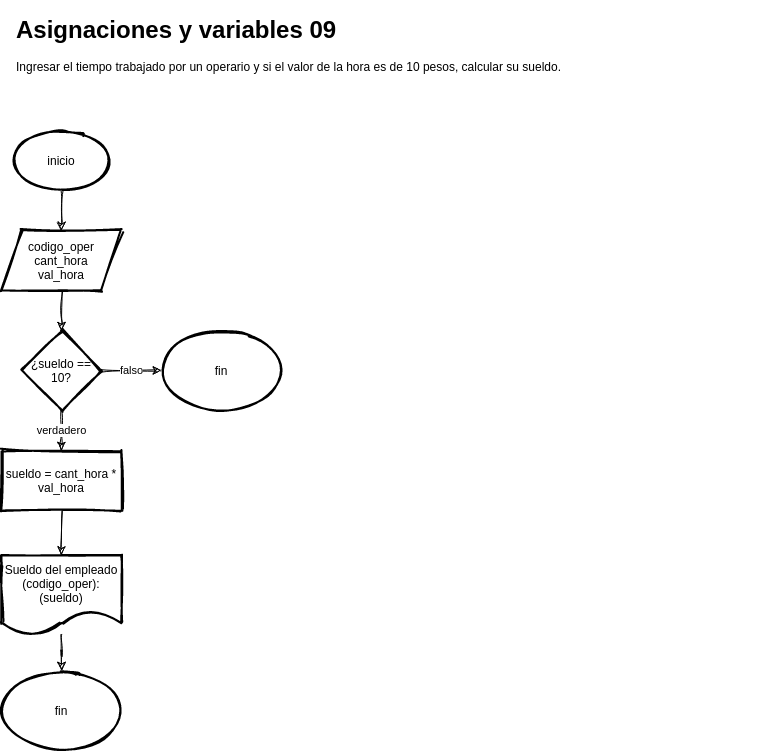 Asignaciones y variables 09
Ingresar el tiempo trabajado por un operario y si el valor de la hora es de 10 pesos, calcular su sueldo.
inicio
codigo_oper
cant_hora
val_hora
¿sueldo ==
10?
falso
fin
verdadero
sueldo = cant_hora *
val_hora
Sueldo del empleado
(codigo_oper):
(sueldo)
fin